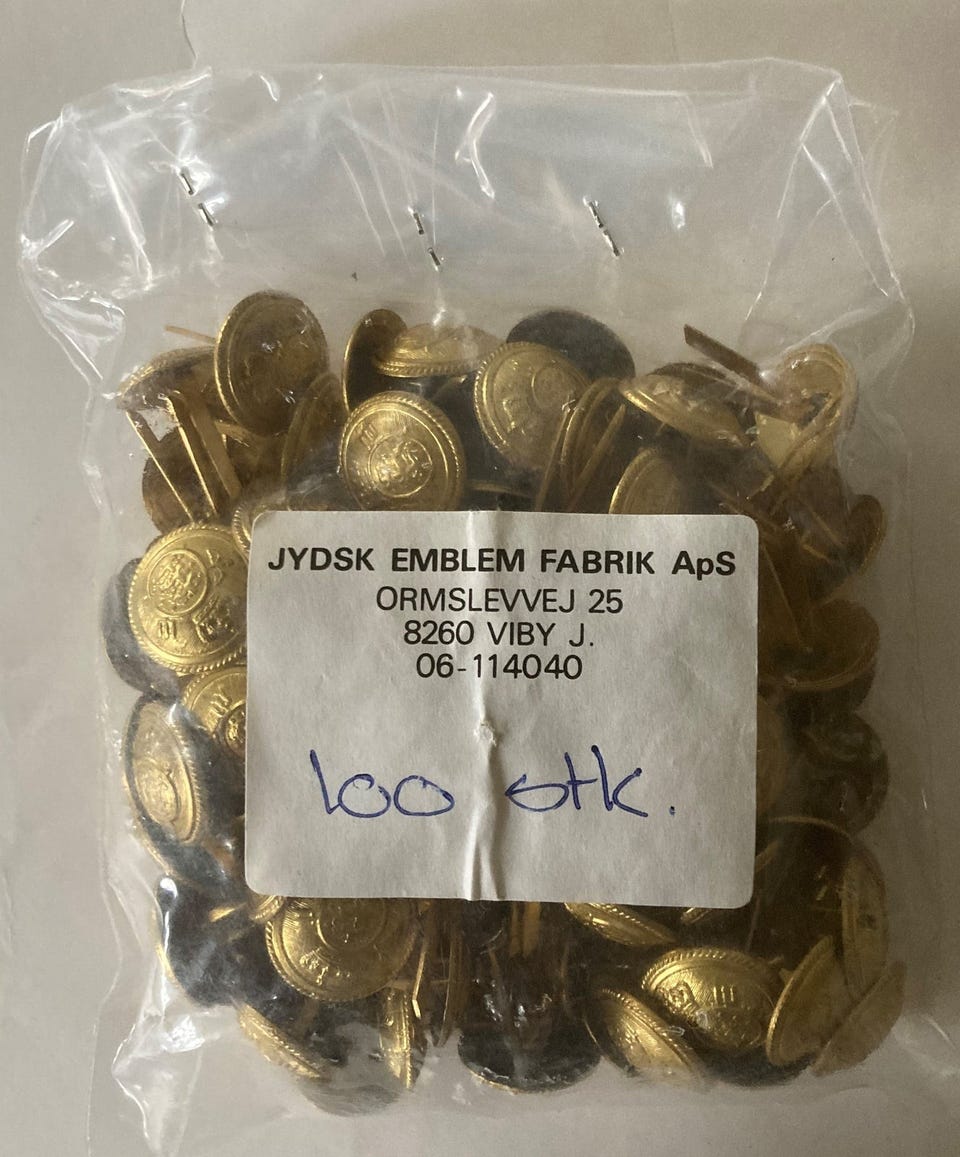 JYDSK EMBLEM FABRIK ApS
ORMSLEVVEJ 25
8260 VIBY J.
06-114040
100 stk.